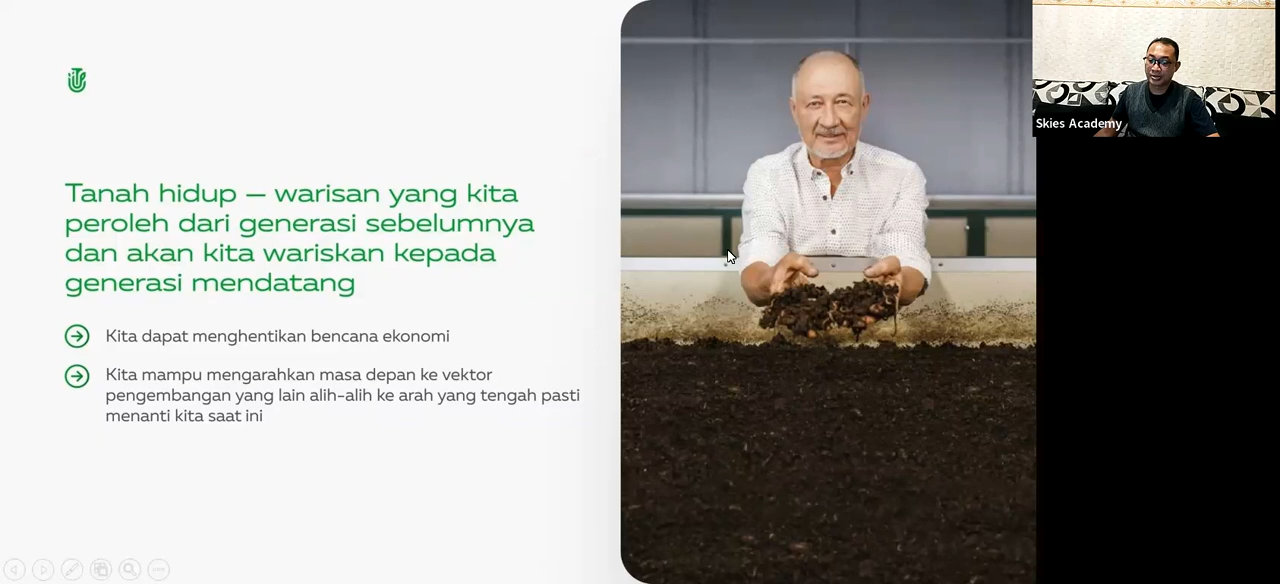 Tanah hidup — warisan yang kita
peroleh dari generasi sebelumnya
dan akan kita wariskan kepada
generasi mendatang
Kita dapat menghentikan bencana ekonomi
Kita mampu mengarahkan masa depan ke vektor
pengembangan yang lain alih-alih ke arah yang tengah pasti
menanti kita saat ini
Skies Academy